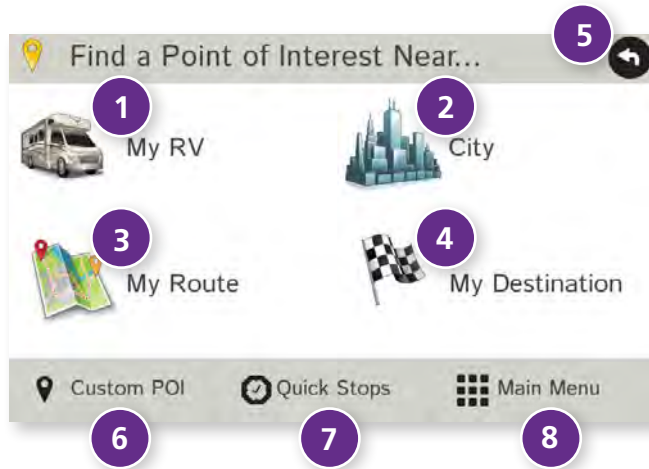 5
Find a Point of Interest Near...
1
2
My RV
City
3
4
My Route
My Destination
Custom POI
Quick Stops
Main Menu
6
7
8